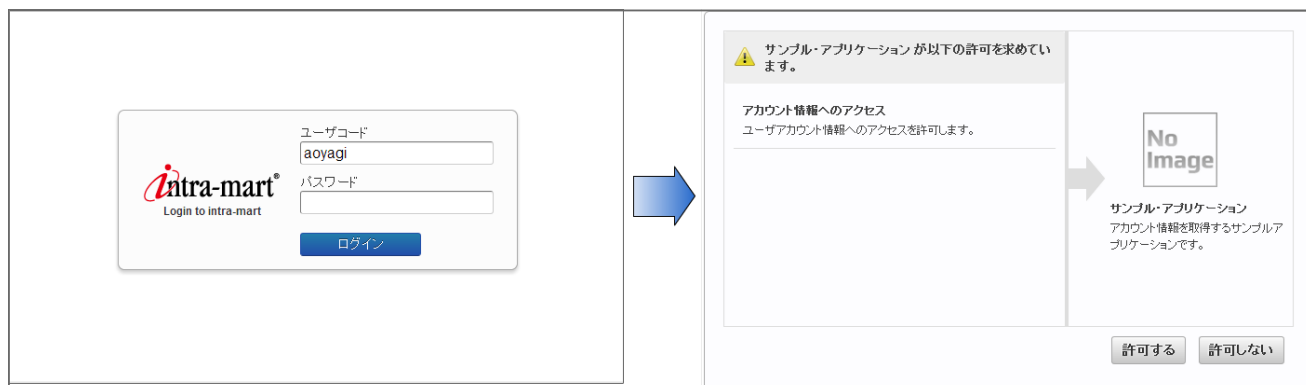 ユーザコード
aoyagi
intra-mart®
Login to intra-mart
パスワード
ログイン
サンプル・アプリケーション が以下の許可を求めてい
ます。
アカウント情報へのアクセス
ユーザアカウント情報へのアクセスを許可します。
No
Image
サンプル・アプリケーション
アカウント情報を取得するサンプルア
プリケーションです。
許可する
許可しない